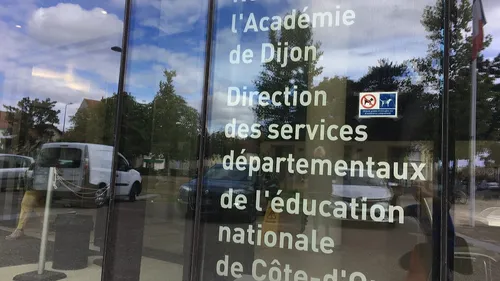 l'Académie
de Dijon
Direction
des services
départementaux
de l'éducation
nationale